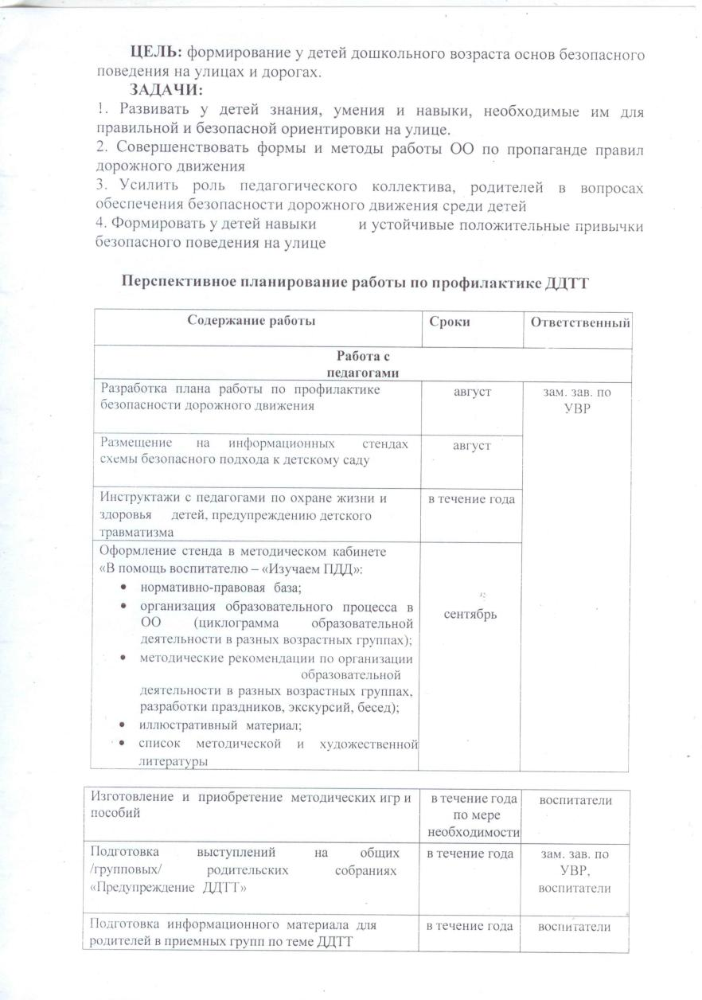 ЦЕЛЬ: формирование у детей дошкольного возраста основ безопасного
поведения на улицах и дорогах.
ЗАДАЧИ:
1. Развивать у детей знания, умения и навыки, необходимые им для
правильной и безопасной ориентировки на улице.
2. Совершенствовать формы и методы работы ОО по пропаганде правил
дорожного движения
3. Усилить роль педагогического коллектива, родителей в вопросах
обеспечения безопасности дорожного движения среди детей
4. Формировать у детей навыки и устойчивые положительные привычки
безопасного поведения на улице
Перспективное планирование работы по профилактике ДДТТ
Содержание работы Сроки Ответственный
Работа с
педагогами
Разработка плана работы по профилактике
безопасности дорожного движения
август
зам. зав. по
УВР
Размещение на информационных стендах
схемы безопасного подхода к детскому саду
август
Инструктажи с педагогами по охране жизни и
здоровья детей, предупреждению детского
травматизма
в течение года
Оформление стенда в методическом кабинете
«В помощь воспитателю – «Изучаем ПДД»:
• нормативно-правовая база;
• организация образовательного процесса в
ОО (циклограмма образовательной
деятельности в разных возрастных группах);
• методические рекомендации по организации
образовательной
деятельности в разных возрастных группах,
разработки праздников, экскурсий, бесед);
• иллюстративный материал;
• список методической и художественной
литературы
сентябрь
Изготовление и приобретение методических игр и
пособий
в течение года
по мере
необходимости
воспитатели
Подготовка выступлений на общих
/групповых/ родительских собраниях
«Предупреждение ДДТТ»
в течение года
зам. зав. по
УВР,
воспитатели
Подготовка информационного материала для
родителей в приемных групп по теме ДДТТ
в течение года
воспитатели